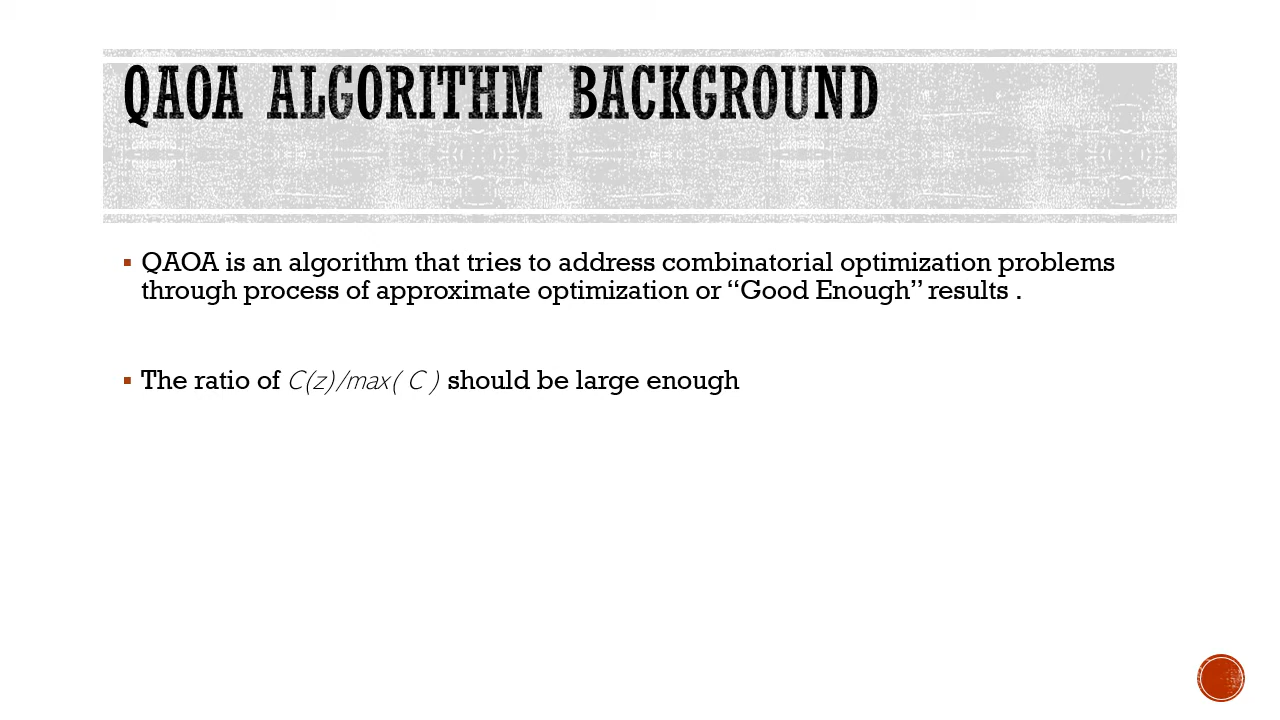 QAOA ALGORITHM BACKGROUND
▪ QAOA is an algorithm that tries to address combinatorial optimization problems
through process of approximate optimization or “Good Enough” results .
▪ The ratio of C(z)/max( C ) should be large enough